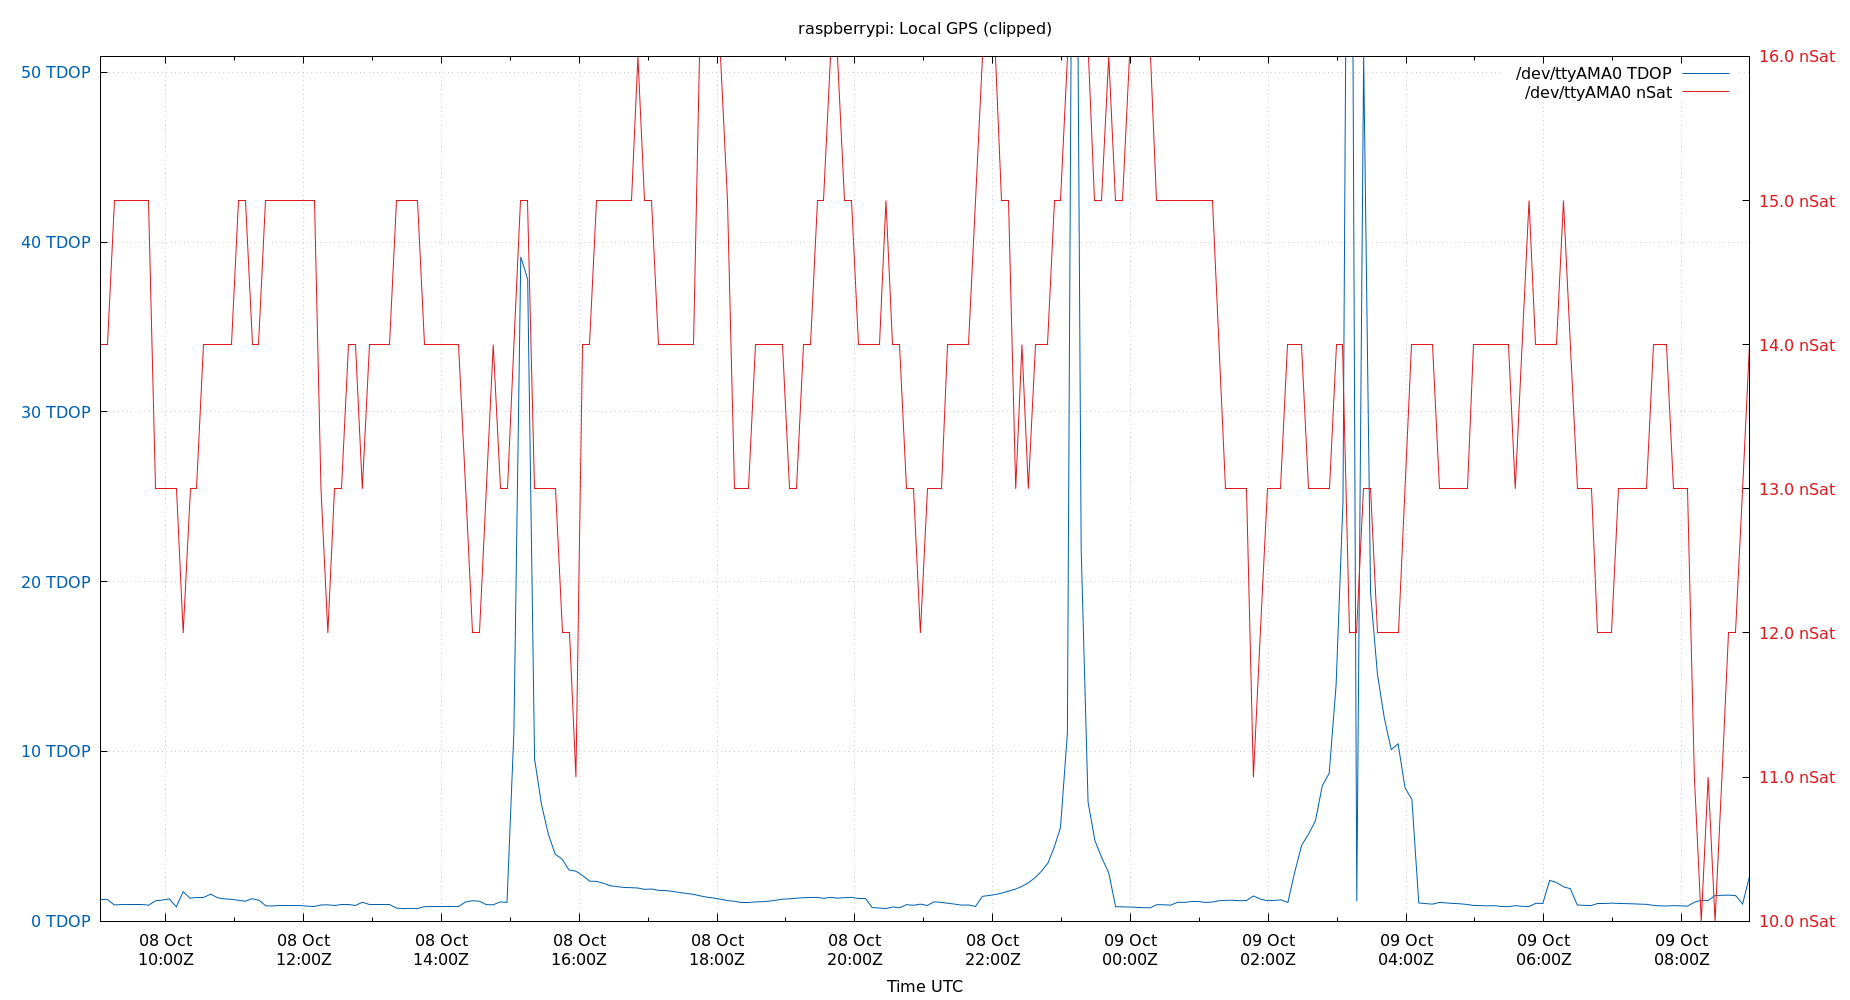 raspberrypi: Local GPS (clipped)
50 TDOP
40 TDOP
30 TDOP
20 TDOP
10 TDOP
0 TDOP
16.0 nSat
15.0 nSat
14.0 nSat
13.0 nSat
12.0 nSat
11.0 nSat
10.0 nSat
/dev/ttyAMA0 TDOP
/dev/ttyAMA0 nSat
08 Oct
10:00Z
08 Oct
12:00Z
08 Oct
14:00Z
08 Oct
16:00Z
08 Oct
18:00Z
08 Oct
20:00Z
08 Oct
22:00Z
09 Oct
00:00Z
09 Oct
02:00Z
09 Oct
04:00Z
09 Oct
06:00Z
09 Oct
08:00Z
Time UTC